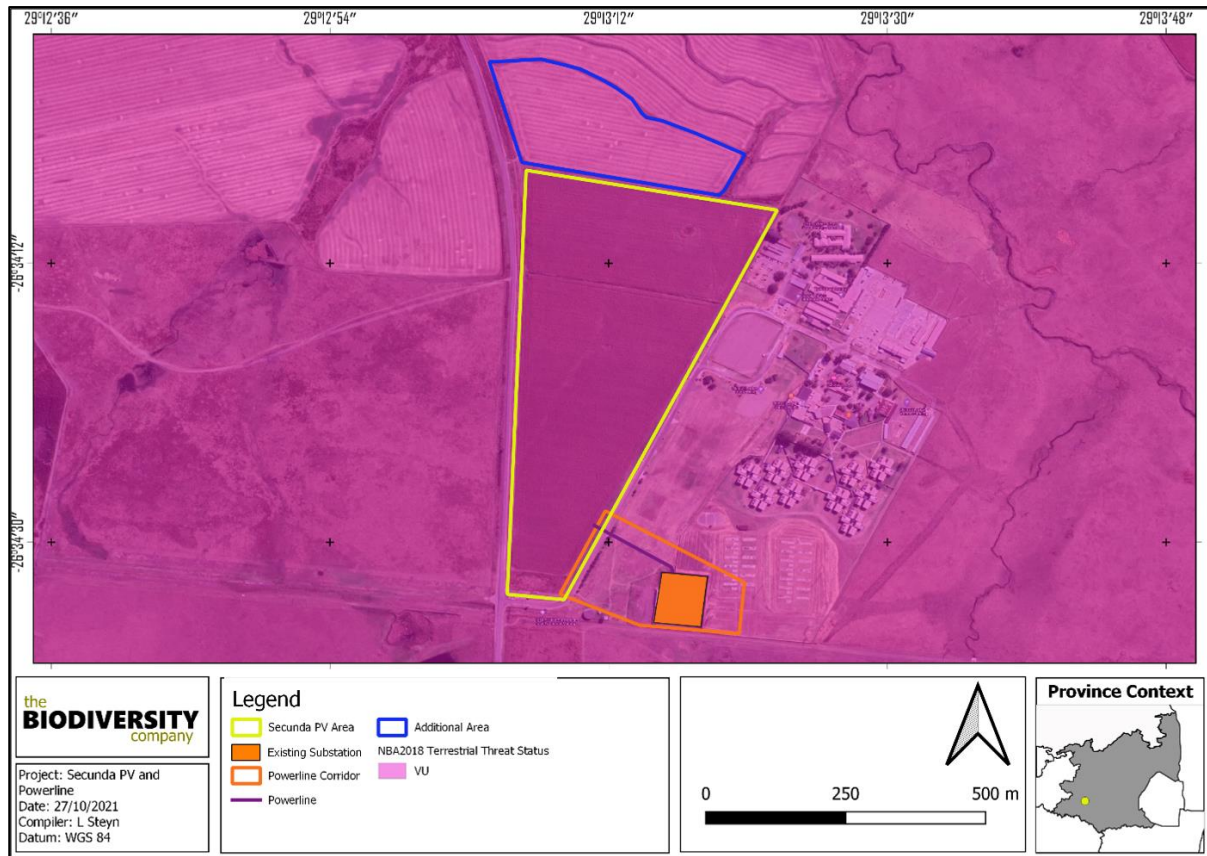 29°12′36″ 29°12′54″ 29°13′12″ 29°13′30″ 29°13′48″
-26°34′12″
-26°34′30″
the
BIODIVERSITY
company
Project: Secunda PV and
Powerline
Date: 27/10/2021
Compiler: L Steyn
Datum: WGS 84
Legend
Secunda PV Area
Existing Substation
Powerline Corridor
Powerline
Additional Area
NBA2018 Terrestrial Threat Status
VU
0 250 500 m
Province Context